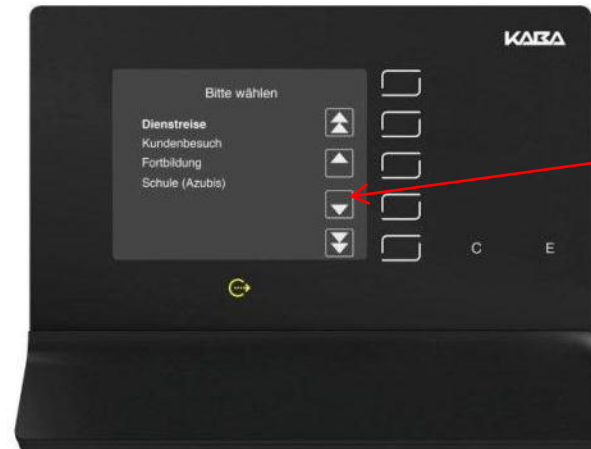 KABA
Bitte wählen
Dienstreise
Kundenbesuch
Fortbildung
Schule (Azubis)
C
E